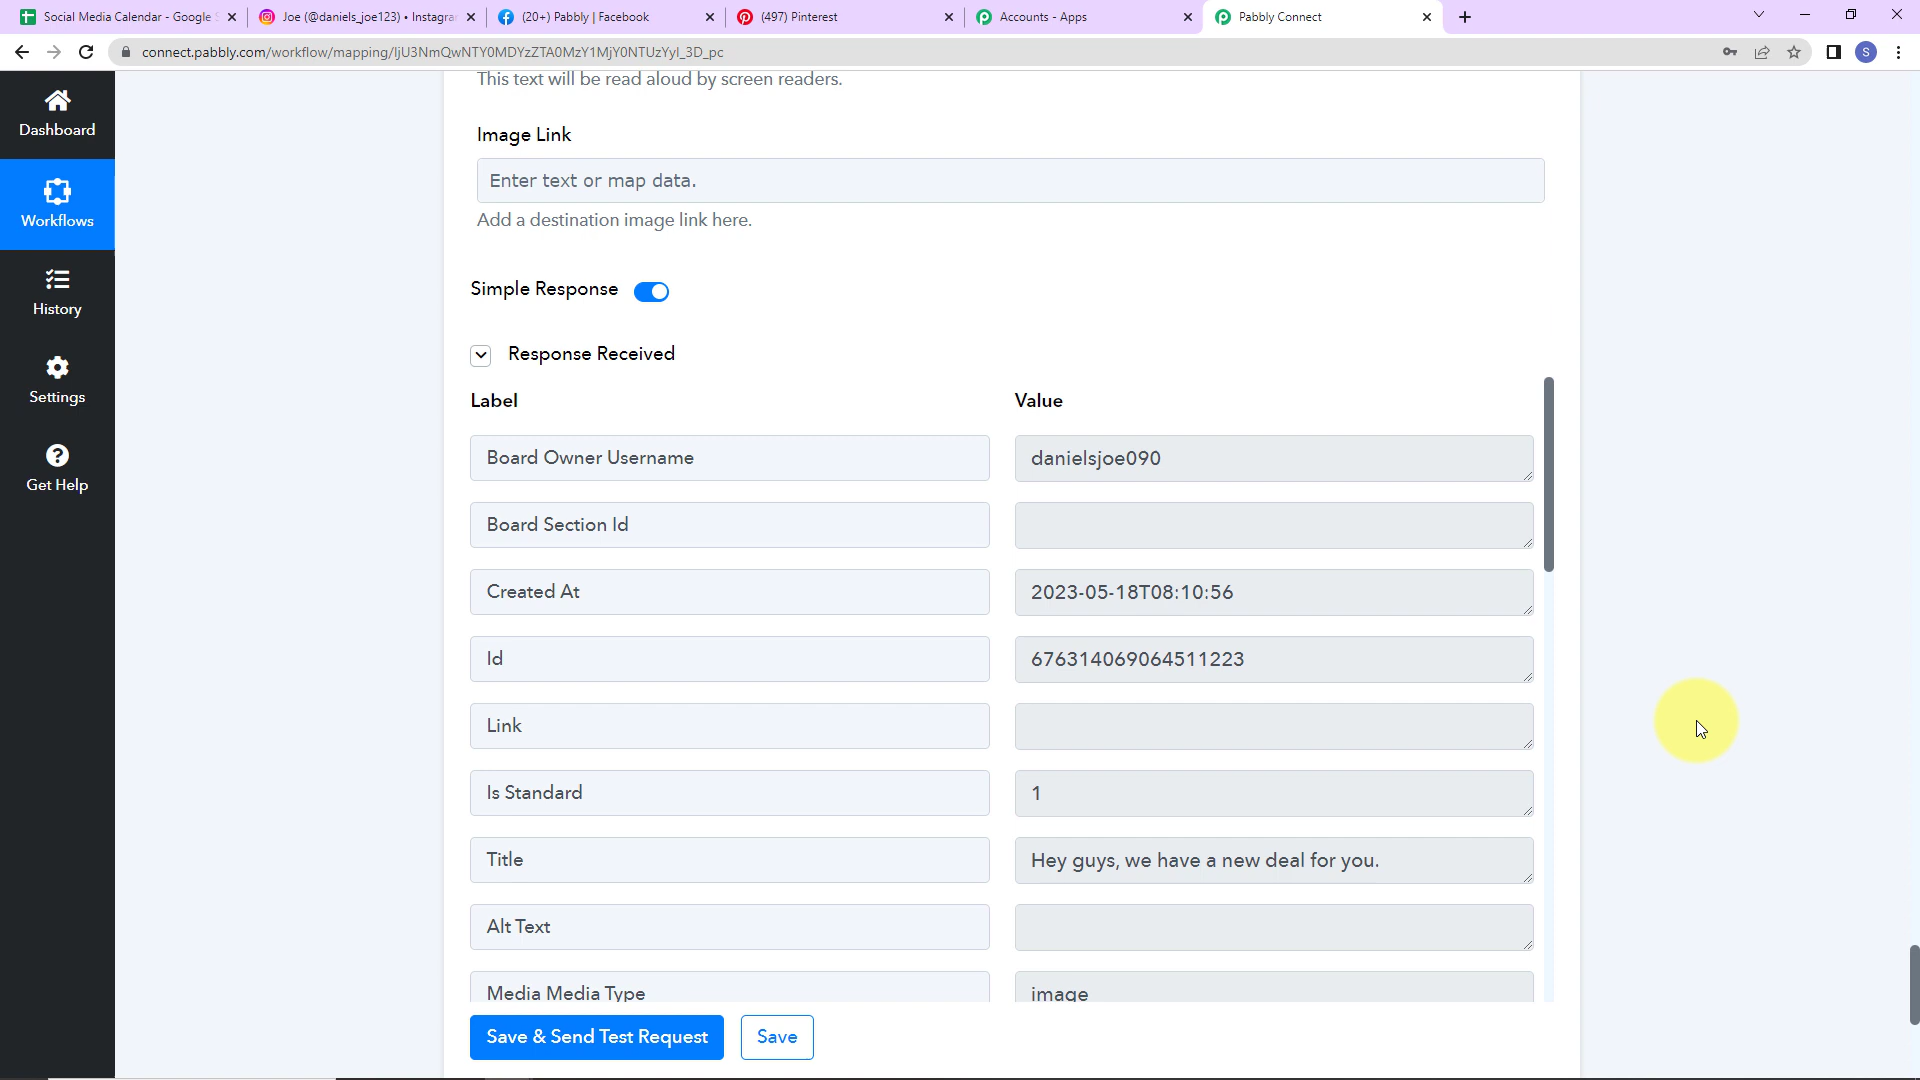 Social Media Calendar - Google S
Joe (@daniels_joe123) • Instagram
(20+) Pabbly | Facebook
(497) Pinterest
Accounts - Apps
Pabbly Connect
connect.pabbly.com/workflow/mapping/
S
This text will be read aloud by screen readers.
Dashboard
Image Link
Enter text or map data.
Workflows
Add a destination image link here.
Simple Response
History
Response Received
Settings
Label
Value
Board Owner Username
danielsjoe090
Get Help
Board Section Id
Created At
2023-05-18T08:10:56
Id
676314069064511223
Link
Is Standard
1
Title
Hey guys, we have a new deal for you.
Alt Text
Media Media Type
image
Save & Send Test Request
Save